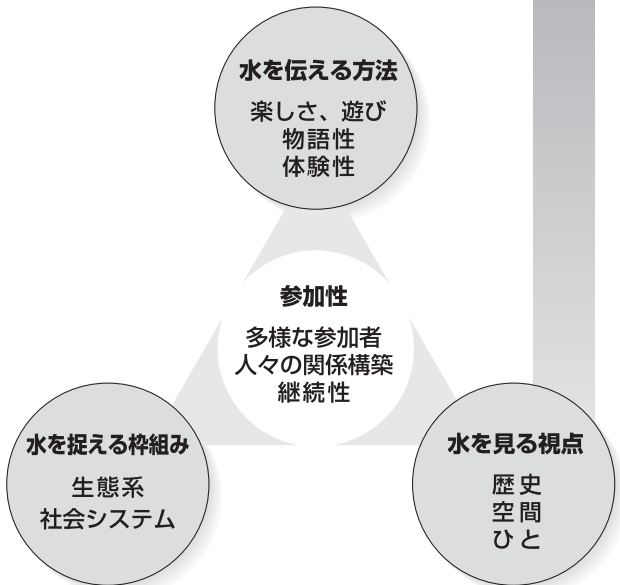 水を伝える方法
楽しさ、遊び
物語性
体験性
参加性
多様な参加者
人々の関係構築
継続性
水を捉える枠組み
生態系
社会システム
水を見る視点
歴史
空間
ひと